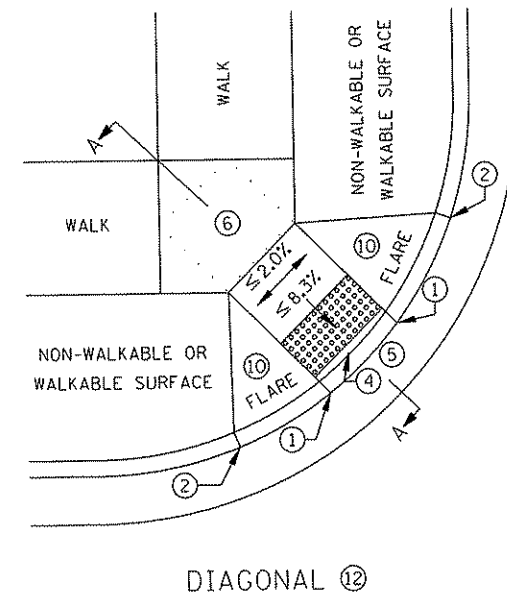 WALK
NON-WALKABLE OR
WALKABLE SURFACE
A
2
6
WALK
10
FLARE
≤ 2.0%
≤ 8.3%
1
NON-WALKABLE OR
WALKABLE SURFACE
10
FLARE
5
4
A
1
2
DIAGONAL 12